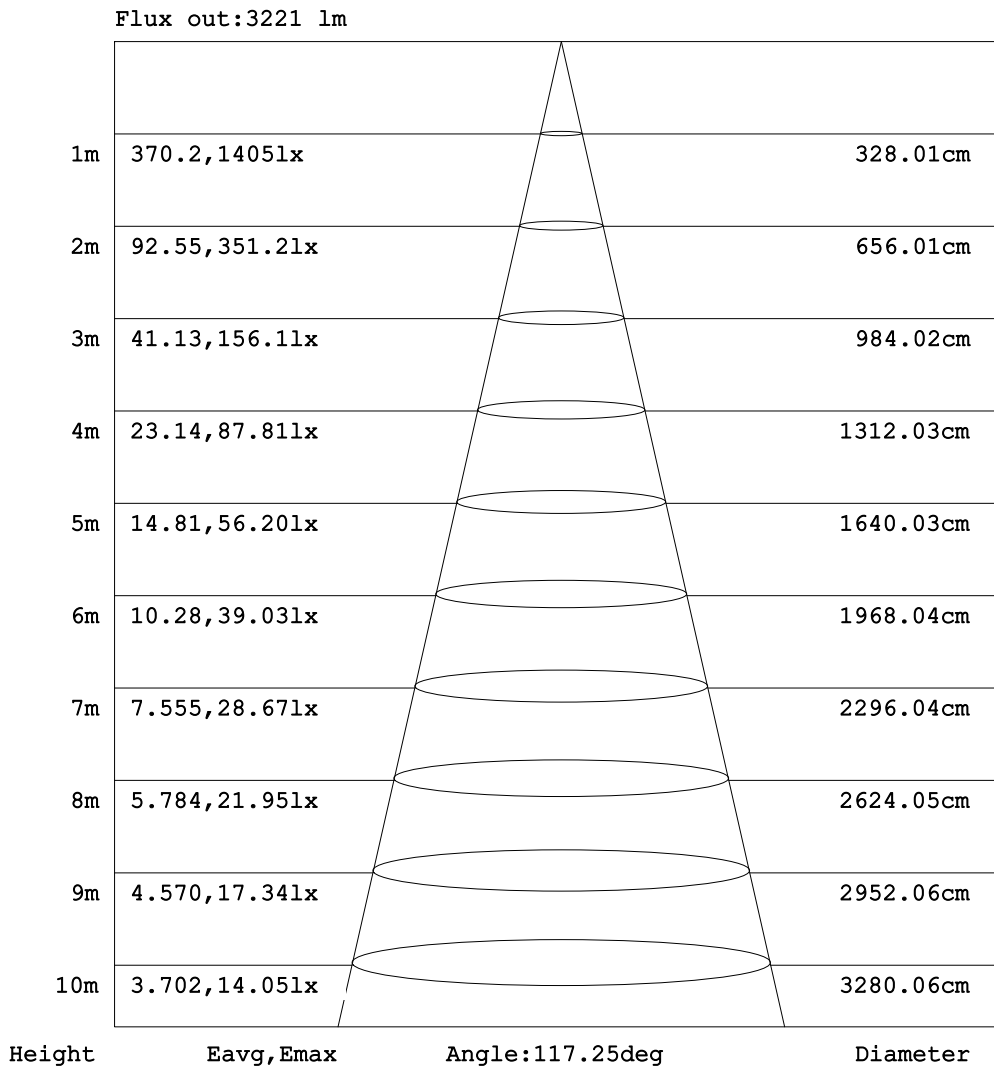 Flux out:3221 lm
1m 370.2,1405lx 328.01cm
2m 92.55,351.2lx 656.01cm
3m 41.13,156.1lx 984.02cm
4m 23.14,87.81lx 1312.03cm
5m 14.81,56.20lx 1640.03cm
6m 10.28,39.03lx 1968.04cm
7m 7.555,28.67lx 2296.04cm
8m 5.784,21.95lx 2624.05cm
9m 4.570,17.34lx 2952.06cm
10m 3.702,14.05lx 3280.06cm
Height Eavg,Emax Angle:117.25deg Diameter